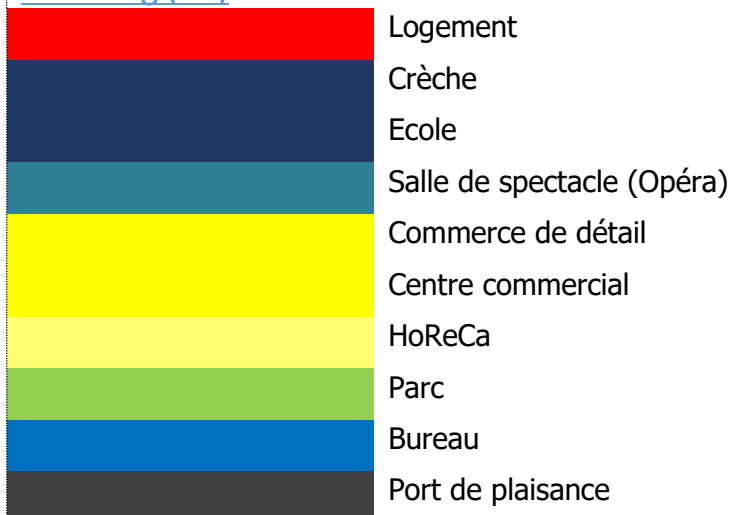 Logement
Crèche
Ecole
Salle de spectacle (Opéra)
Commerce de détail
Centre commercial
HoReCa
Parc
Bureau
Port de plaisance